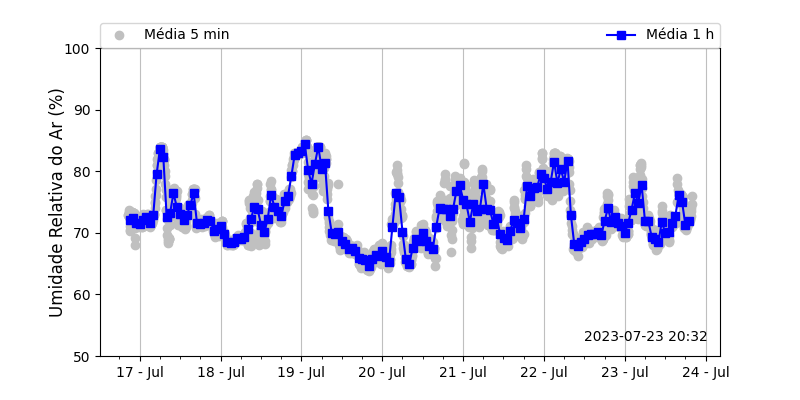 Média 5 min
Média 1 h
Umidade Relativa do Ar (%)
100
90
80
70
60
50
2023-07-23 20:32
17 - Jul
18 - Jul
19 - Jul
20 - Jul
21 - Jul
22 - Jul
23 - Jul
24 - Jul